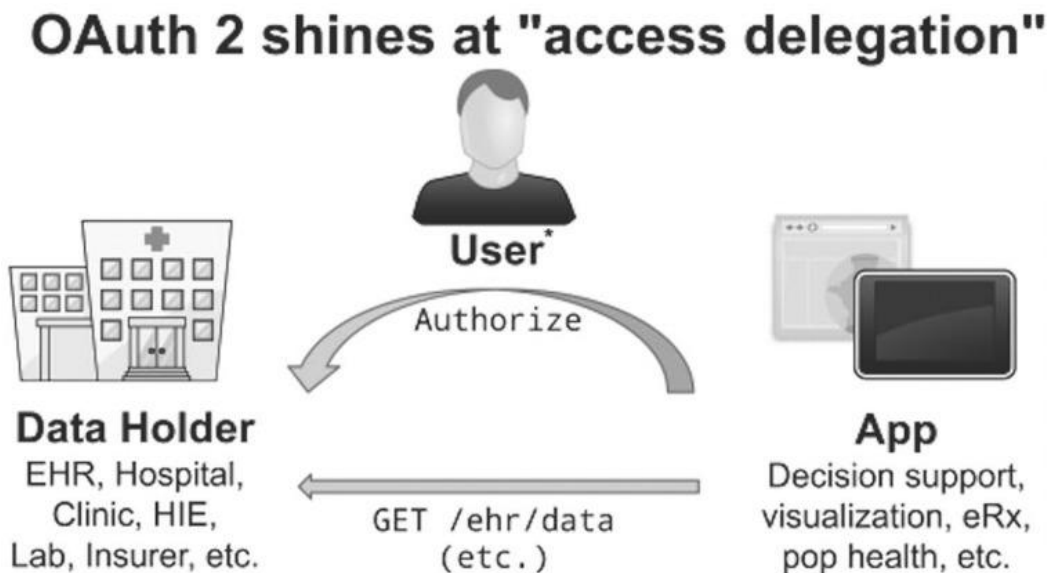 OAuth 2 shines at "access delegation"
User*
Authorize
Data Holder
EHR, Hospital,
Clinic, HIE,
Lab, Insurer, etc.
GET /ehr/data
(etc.)
App
Decision support,
visualization, eRx,
pop health, etc.